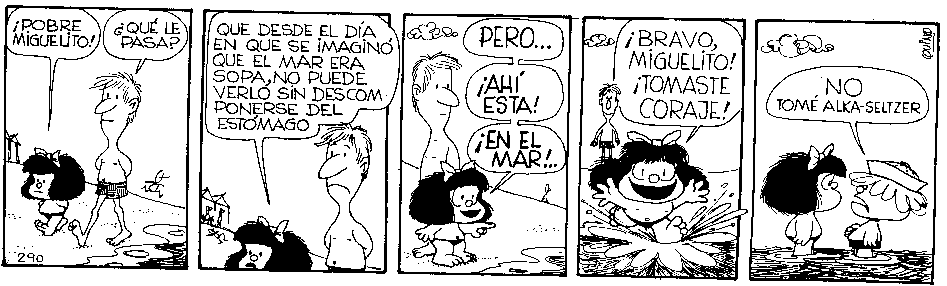 ¡POBRE
MIGUELITO!
¿QUÉ LE
PASA?
290
QUE DESDE EL DÍA
EN QUE SE IMAGINÓ
QUE EL MAR ERA
SOPA, NO PUEDE
VERLO SIN DESCOM
PONERSE DEL
ESTÓMAGO
PERO...
¡AHÍ
ESTA!
¡EN EL
MAR!..
¡BRAVO,
MIGUELITO!
¡TOMASTE
CORAJE!
NO
TOMÉ ALKA-SELTZER
QUINO